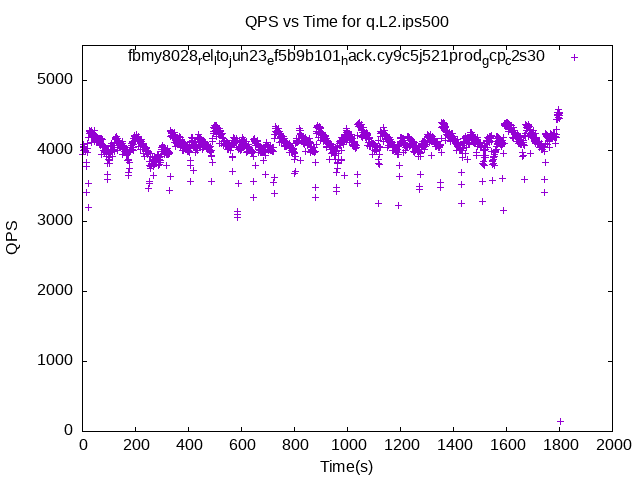 QPS vs Time for q.L2.ips500
fbmy8028relltojun23ef5b9b101hack.cy9c5j521prodgcpc2s30
5000
4000
3000
2000
1000
0
QPS
0 200 400 600 800 1000 1200 1400 1600 1800 2000
Time(s)